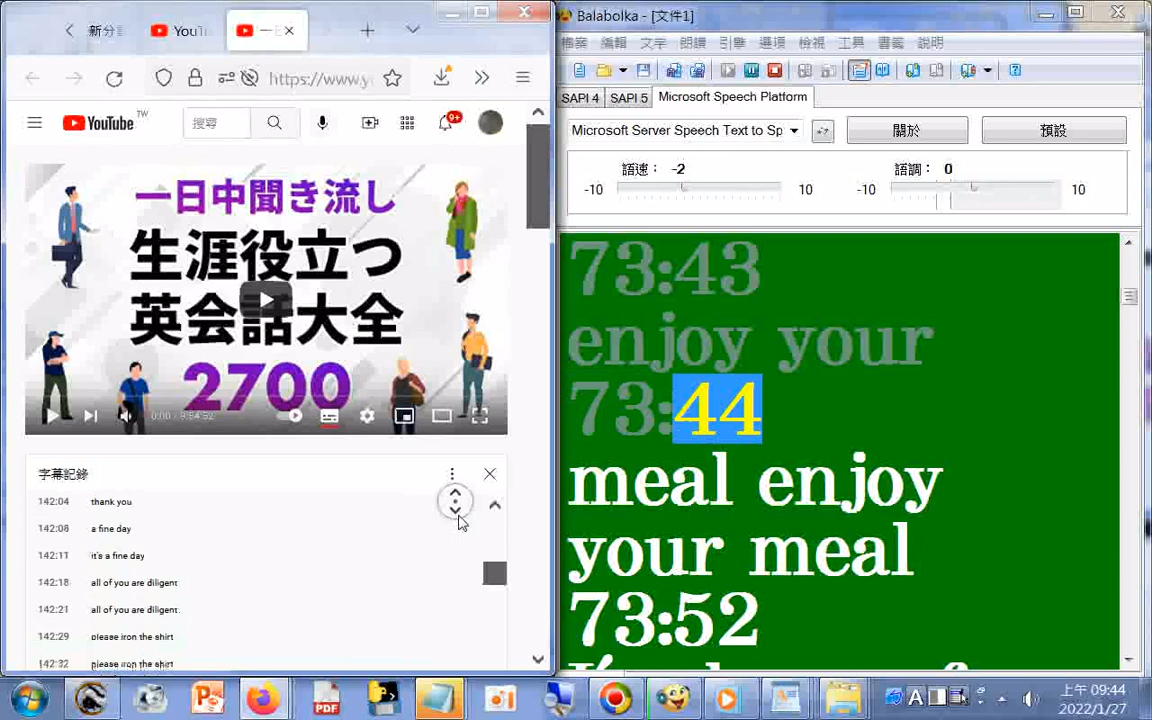 新分
YouT
一E
https://www.y
YouTube TW
搜尋
9+
一日中聞き流し
生涯役立つ
英会話大全
2700
0:00 / 9:54:52
字幕記錄
142:04 thank you
142:08 a fine day
142:11 it's a fine day
142:18 all of you are diligent
142:21 all of you are diligent
142:29 please iron the shirt
142:32 please iron the shirt
Balabolka - [文件1]
檔案 編輯 文字 朗讀 引擎 選項 檢視 工具 書籤 說明
SAPI 4 SAPI 5 Microsoft Speech Platform
Microsoft Server Speech Text to Sp
關於
預設
語速： -2
-10 10
語調： 0
-10 10
73:43
enjoy your
73:44
meal enjoy
your meal
73:52
PDF
A
上午 09:44
2022/1/27